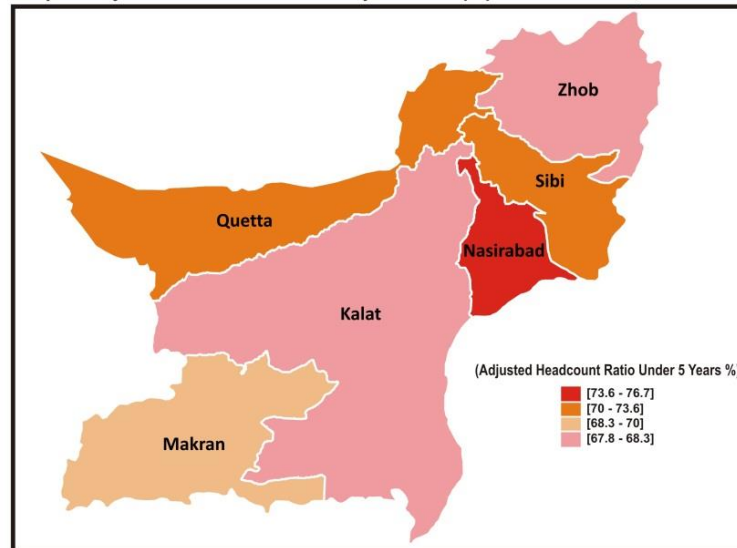 Zhob
Sibi
Quetta
Nasirabad
Kalat
(Adjusted Headcount Ratio Under 5 Years %)
[73.6 - 76.7]
[70 - 73.6]
[68.3 - 70]
[67.8 - 68.3]
Makran